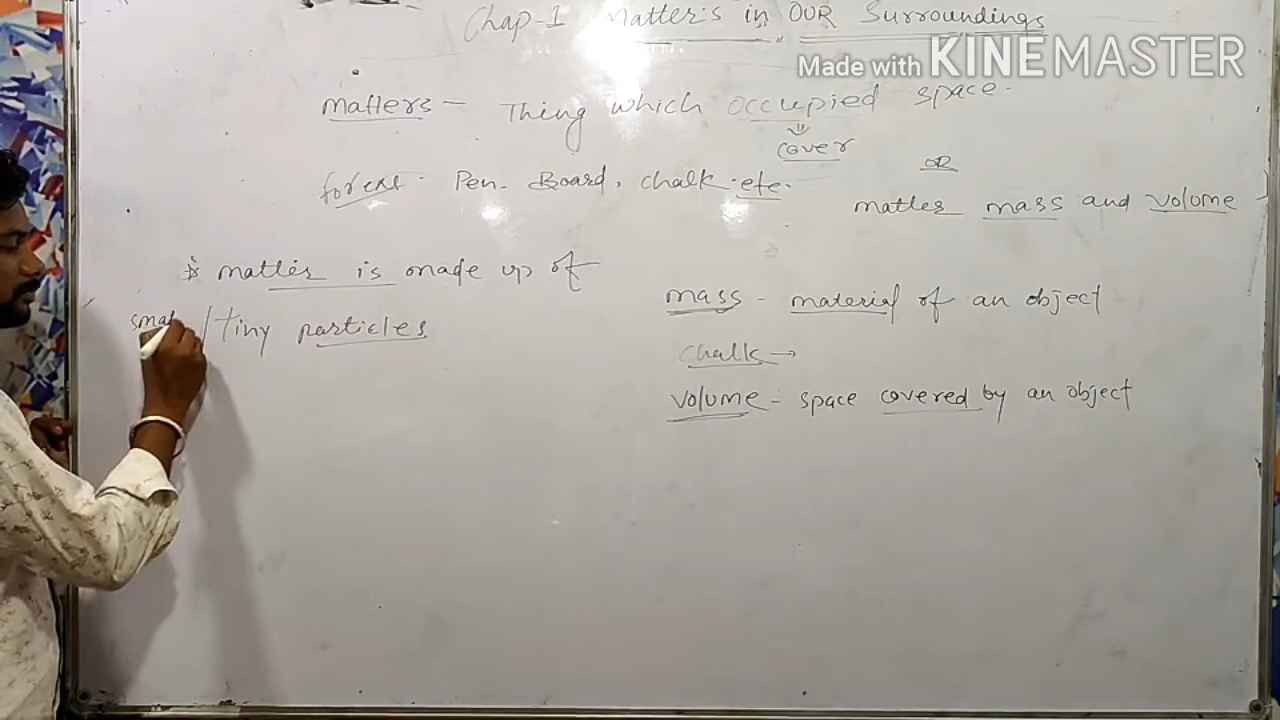 Chap-1 Matter's in OUR Surroundings
Made with KINEMASTER
matters - Thing which occupied space.
cover
for ext. Pen. Board, chalk.etc.
OR
matter mass and volume
* matter is made up of
small / tiny particles
mass - material of an object
chalk →
volume - space covered by an object